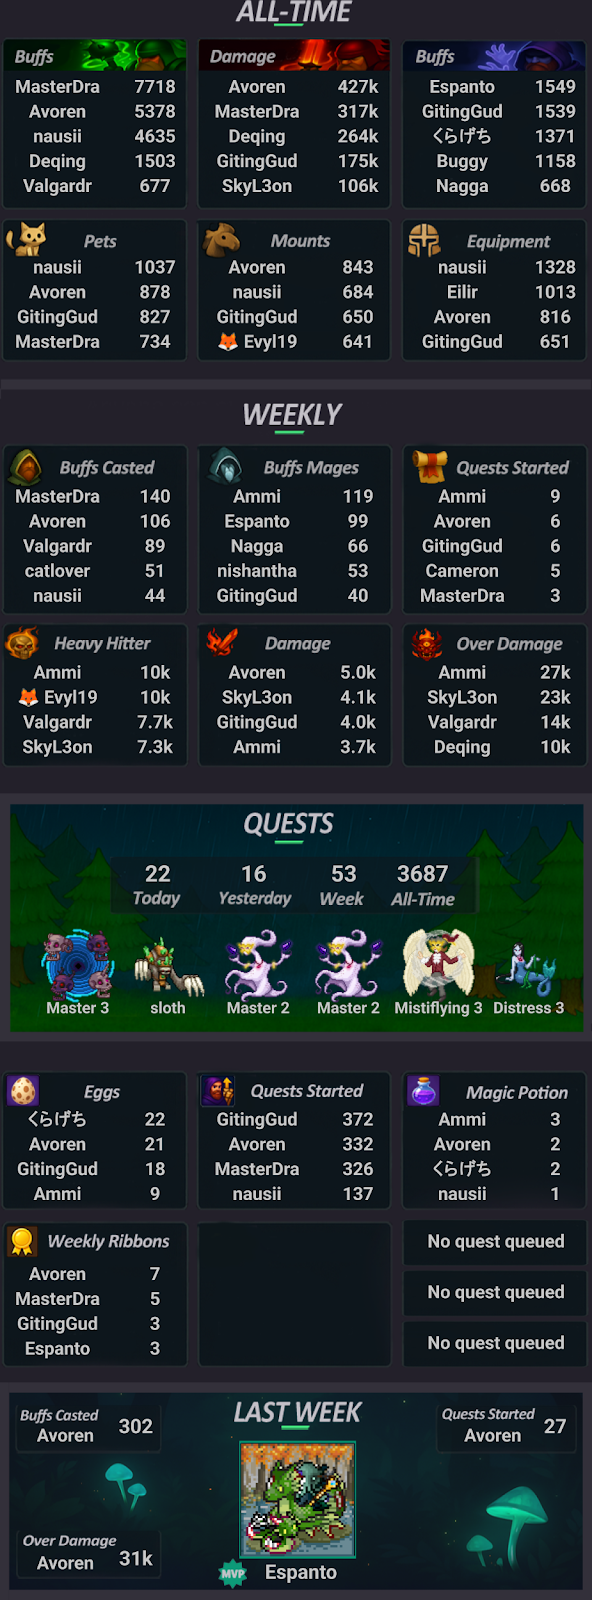 ALL-TIME
Buffs
MasterDra 7718
Avoren 5378
nausii 4635
Deqing 1503
Valgardr 677
Damage
Avoren 427k
MasterDra 317k
Deqing 264k
GitingGud 175k
SkyL3on 106k
Buffs
Espanto 1549
GitingGud 1539
くらげち 1371
Buggy 1158
Nagga 668
Pets
nausii 1037
Avoren 878
GitingGud 827
MasterDra 734
Mounts
Avoren 843
nausii 684
GitingGud 650
🦊 Evyl19 641
Equipment
nausii 1328
Eilir 1013
Avoren 816
GitingGud 651
WEEKLY
Buffs Casted
MasterDra 140
Avoren 106
Valgardr 89
catlover 51
nausii 44
Buffs Mages
Ammi 119
Espanto 99
Nagga 66
nishantha 53
GitingGud 40
Quests Started
Ammi 9
Avoren 6
GitingGud 6
Cameron 5
MasterDra 3
Heavy Hitter
Ammi 10k
🦊 Evyl19 10k
Valgardr 7.7k
SkyL3on 7.3k
Damage
Avoren 5.0k
SkyL3on 4.1k
GitingGud 4.0k
Ammi 3.7k
Over Damage
Ammi 27k
SkyL3on 23k
Valgardr 14k
Deqing 10k
QUESTS
22 16 53 3687
Today Yesterday Week All-Time
Master 3 sloth Master 2 Master 2 Mistiflying 3 Distress 3
Eggs
くらげち 22
Avoren 21
GitingGud 18
Ammi 9
Quests Started
GitingGud 372
Avoren 332
MasterDra 326
nausii 137
Magic Potion
Ammi 3
Avoren 2
くらげち 2
nausii 1
Weekly Ribbons
Avoren 7
MasterDra 5
GitingGud 3
Espanto 3
No quest queued
No quest queued
No quest queued
LAST WEEK
Buffs Casted
Avoren 302
Quests Started
Avoren 27
Over Damage
Avoren 31k
MVP Espanto